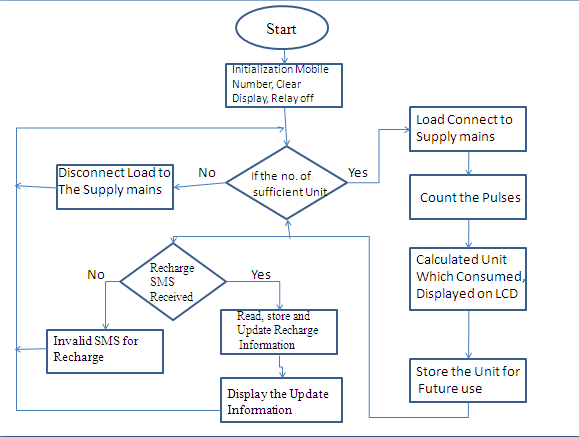 Start
Initialization Mobile
Number, Clear
Display, Relay off
Load Connect to
Supply mains
Disconnect Load to
The Supply mains
No
If the no. of
sufficient Unit
Yes
Count the Pulses
Calculated Unit
Which Consumed,
Displayed on LCD
No
Recharge
SMS
Received
Yes
Read, store and
Update Recharge
Information
Invalid SMS for
Recharge
Store the Unit for
Future use
Display the Update
Information